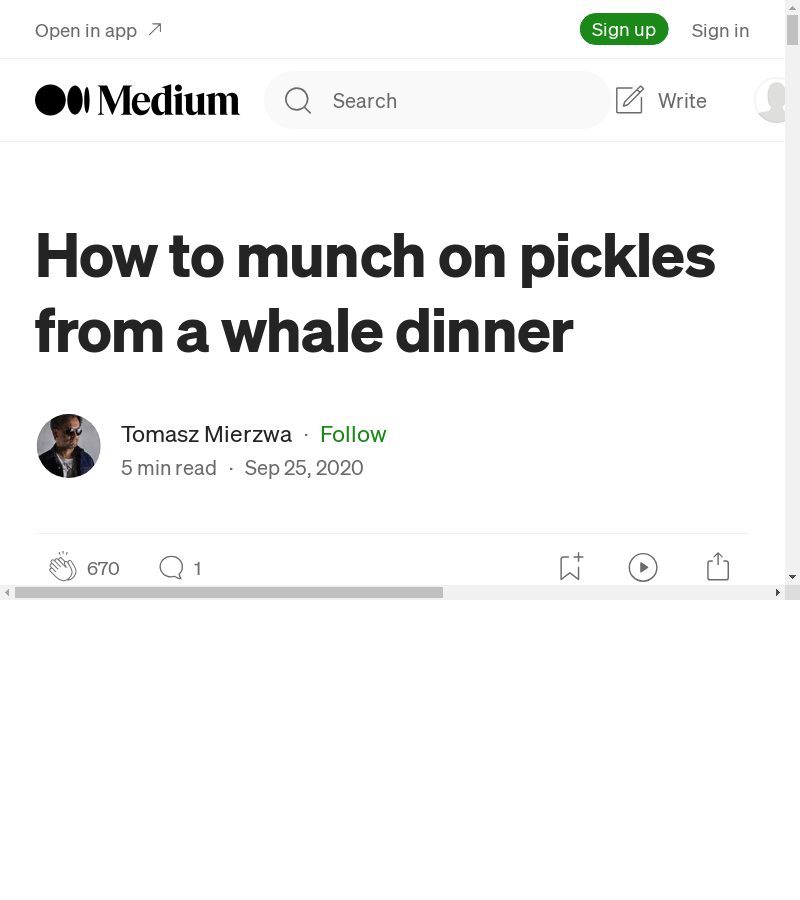 Open in app
Sign up
Sign in
Medium
Search
Write
How to munch on pickles
from a whale dinner
Tomasz Mierzwa · Follow
5 min read · Sep 25, 2020
670
1